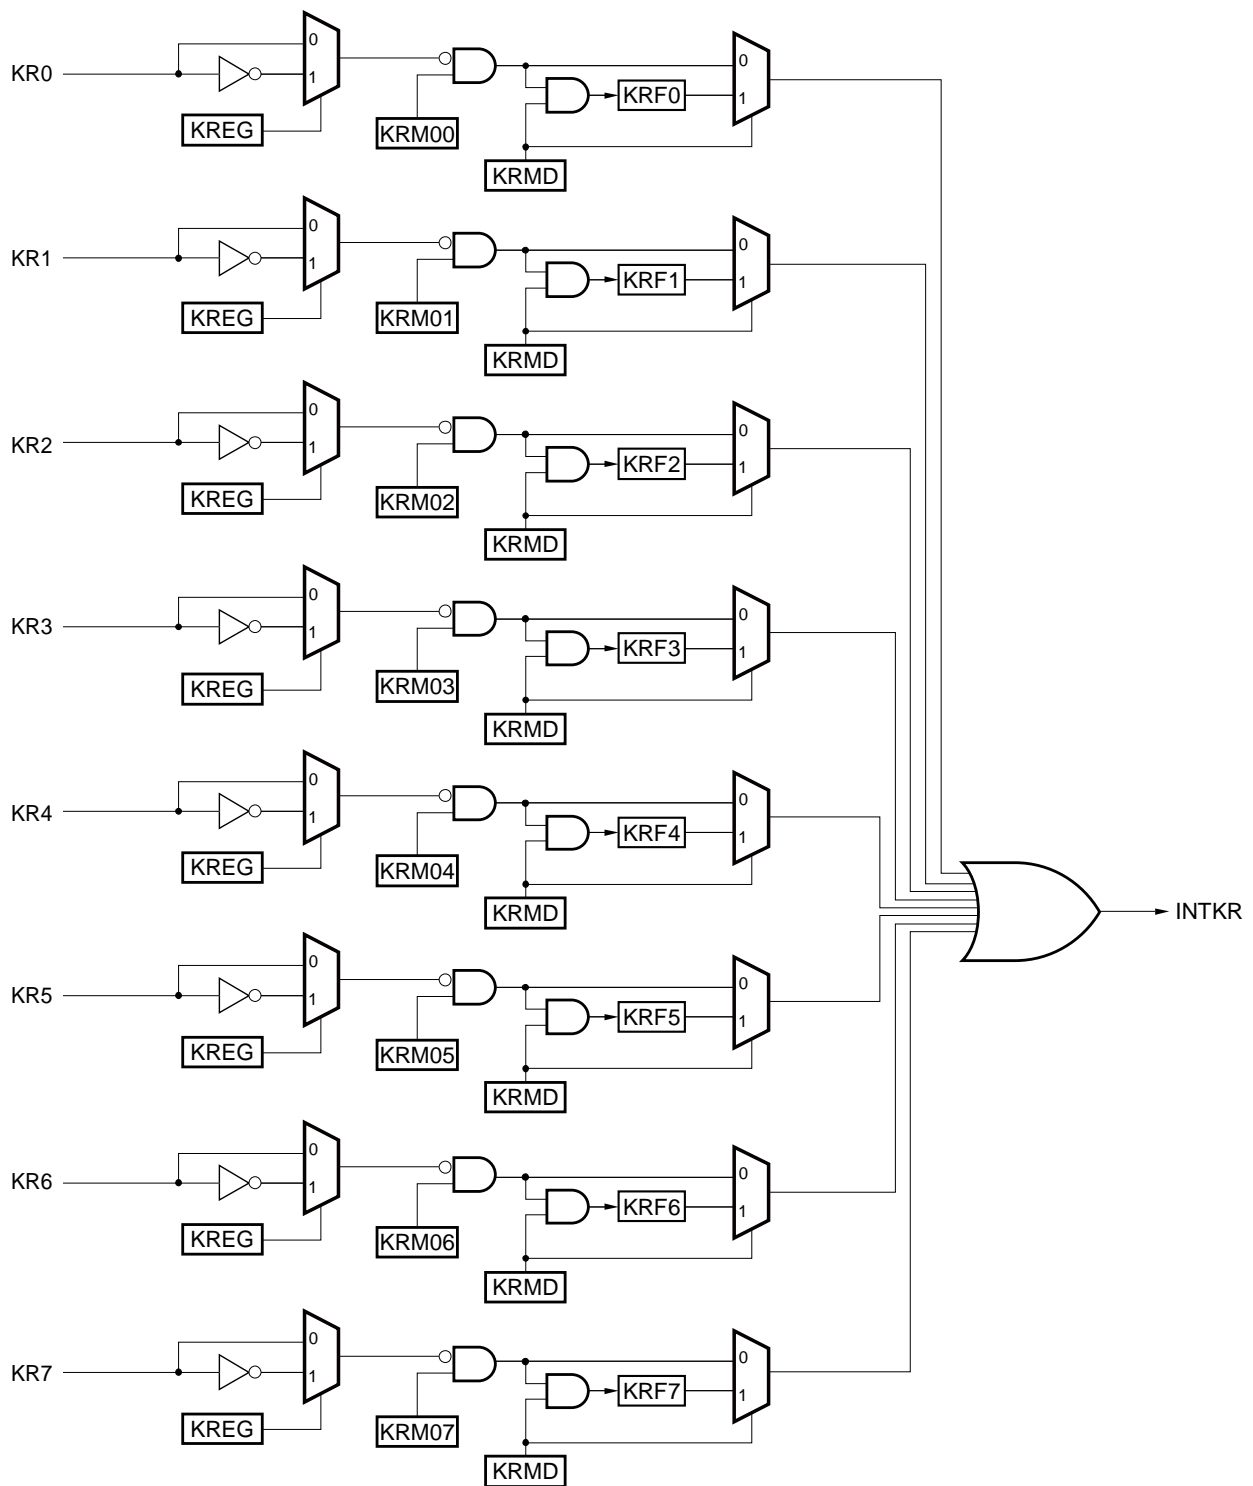 0
KR0
1
0
KRF0
1
KREG
KRM00
KRMD
0
KR1
1
0
KRF1
1
KREG
KRM01
KRMD
0
KR2
1
0
KRF2
1
KREG
KRM02
KRMD
0
KR3
1
0
KRF3
1
KREG
KRM03
KRMD
0
KR4
1
0
KRF4
1
KREG
KRM04
KRMD
INTKR
0
KR5
1
0
KRF5
1
KREG
KRM05
KRMD
0
KR6
1
0
KRF6
1
KREG
KRM06
KRMD
0
KR7
1
0
KRF7
1
KREG
KRM07
KRMD